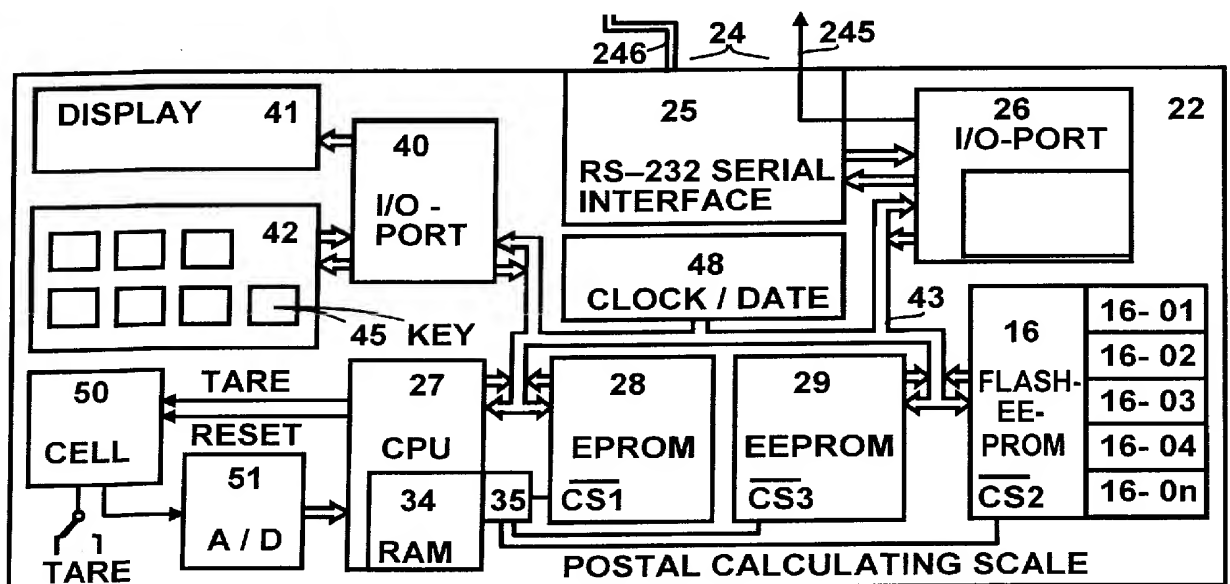 246
24
245
DISPLAY 41
40
I/O -
PORT
25
RS–232 SERIAL
INTERFACE
26
I/O-PORT
22
42
45 KEY
48
CLOCK / DATE
43
50
CELL
TARE
RESET
27
CPU
34
RAM
35
28
EPROM
CS1
29
EEPROM
CS3
16
FLASH-
EE-
PROM
CS2
16- 01
16- 02
16- 03
16- 04
16- 0n
51
A / D
TARE
POSTAL CALCULATING SCALE